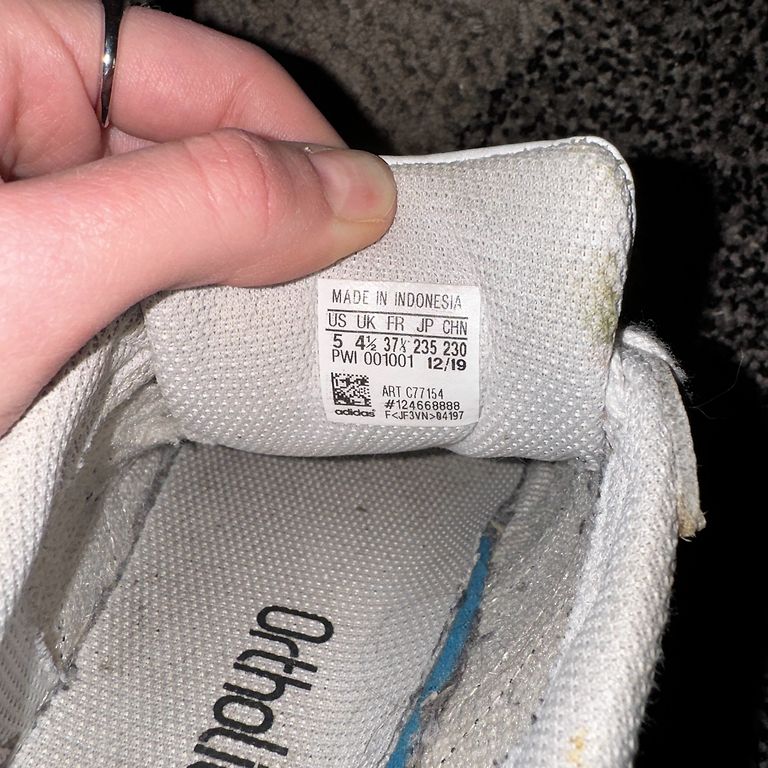 MADE IN INDONESIA
US UK FR JP CHN
5 4½ 37⅓ 235 230
PWI 001001 12/19
ART C77154
#124668888
adidas F<JF3VN>04197
Ortholi